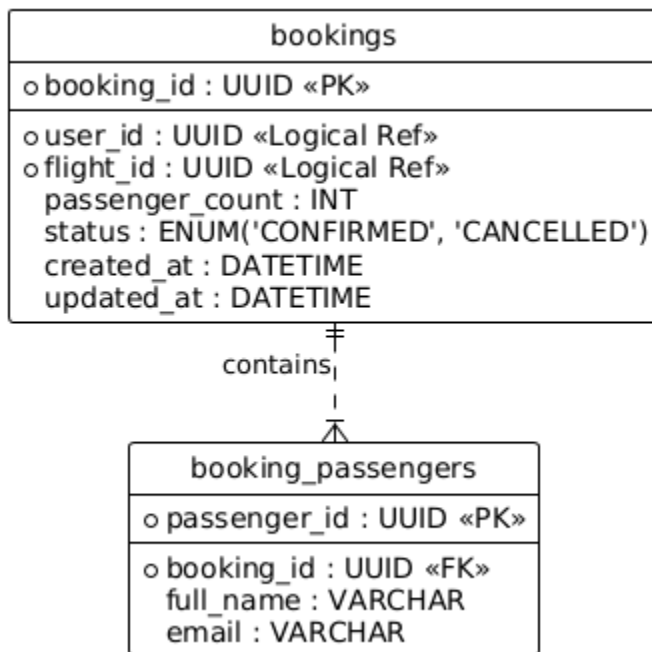 bookings
booking_id : UUID «PK»
user_id : UUID «Logical Ref»
flight_id : UUID «Logical Ref»
passenger_count : INT
status : ENUM('CONFIRMED', 'CANCELLED')
created_at : DATETIME
updated_at : DATETIME
contains
booking_passengers
passenger_id : UUID «PK»
booking_id : UUID «FK»
full_name : VARCHAR
email : VARCHAR